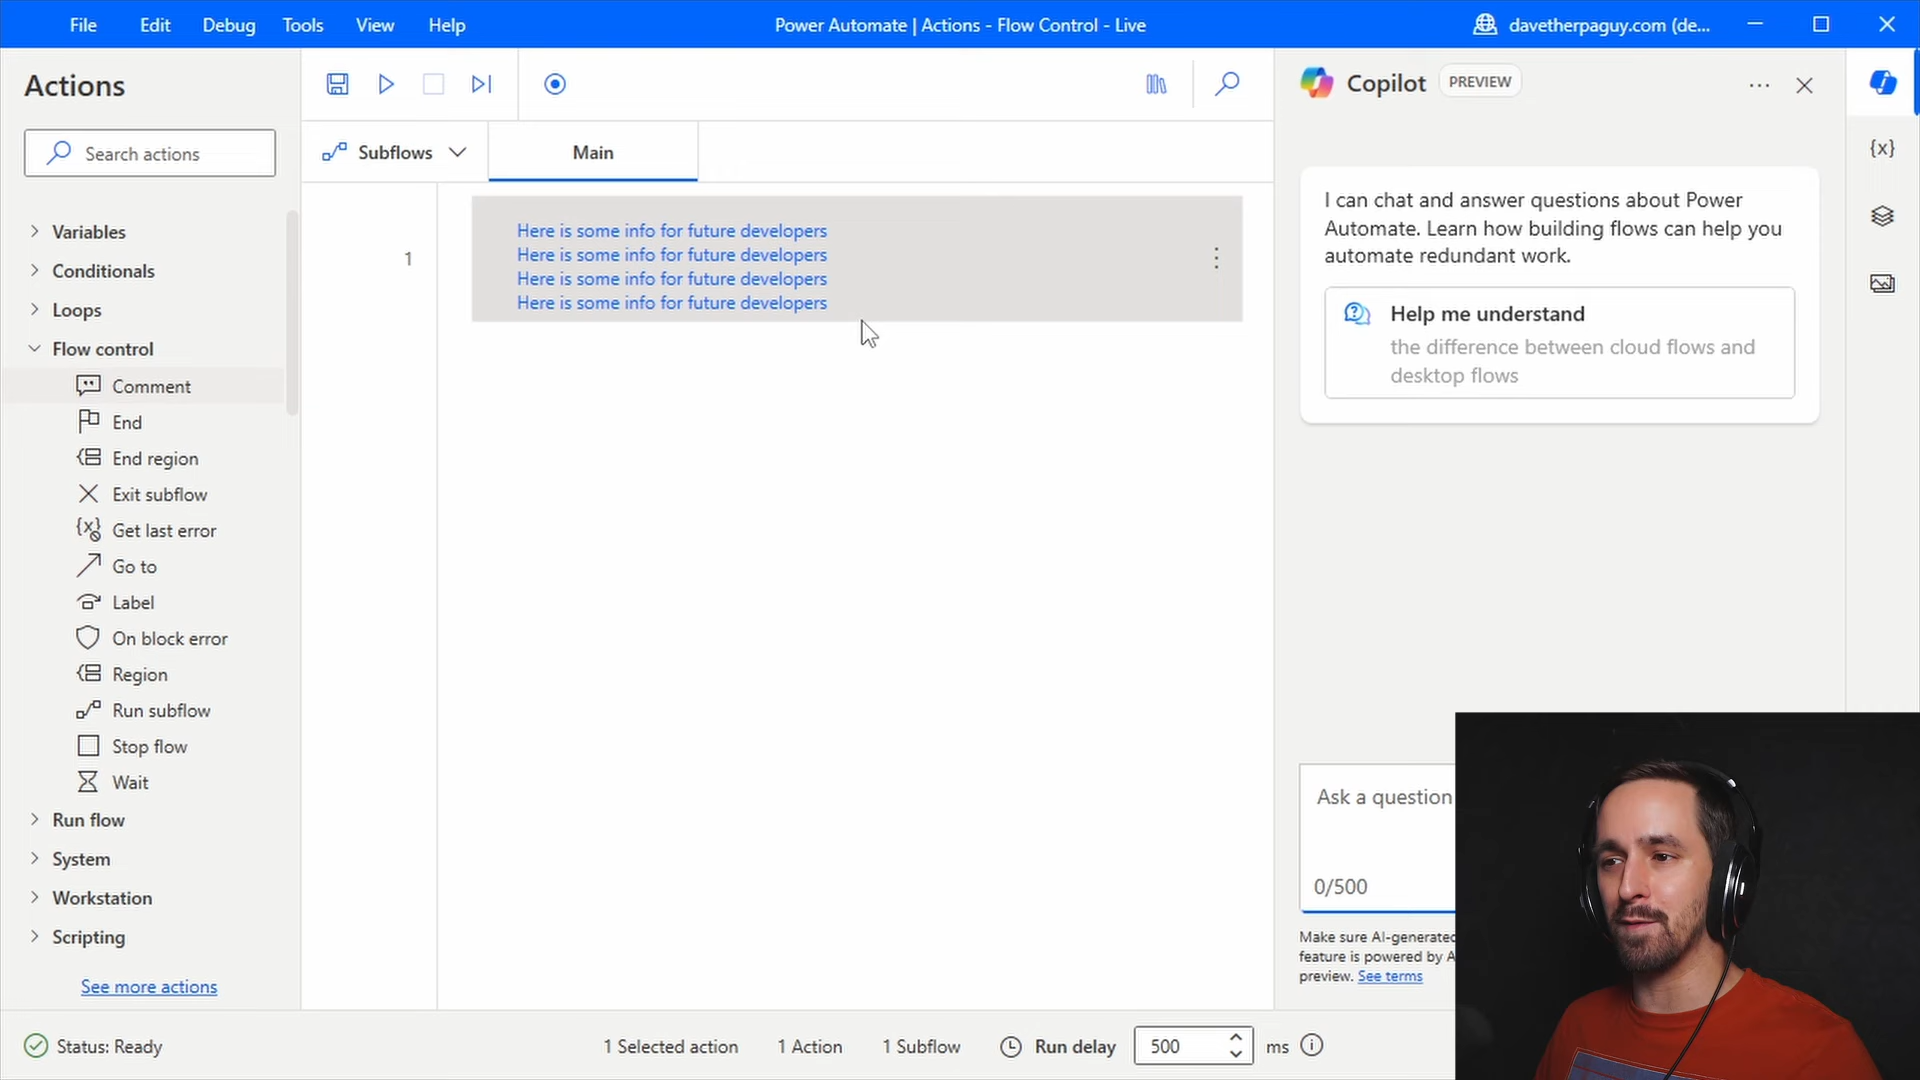 File Edit Debug Tools View Help
Power Automate | Actions - Flow Control - Live
davetherpaguy.com (de...
Actions
Search actions
Variables
Conditionals
Loops
Flow control
Comment
End
End region
Exit subflow
Get last error
Go to
Label
On block error
Region
Run subflow
Stop flow
Wait
Run flow
System
Workstation
Scripting
See more actions
Subflows
Main
1
Here is some info for future developers
Here is some info for future developers
Here is some info for future developers
Here is some info for future developers
Copilot PREVIEW
I can chat and answer questions about Power
Automate. Learn how building flows can help you
automate redundant work.
Help me understand
the difference between cloud flows and
desktop flows
Ask a question
0/500
Make sure AI-generated
feature is powered by A
preview. See terms
{x}
Status: Ready
1 Selected action
1 Action
1 Subflow
Run delay
500
ms